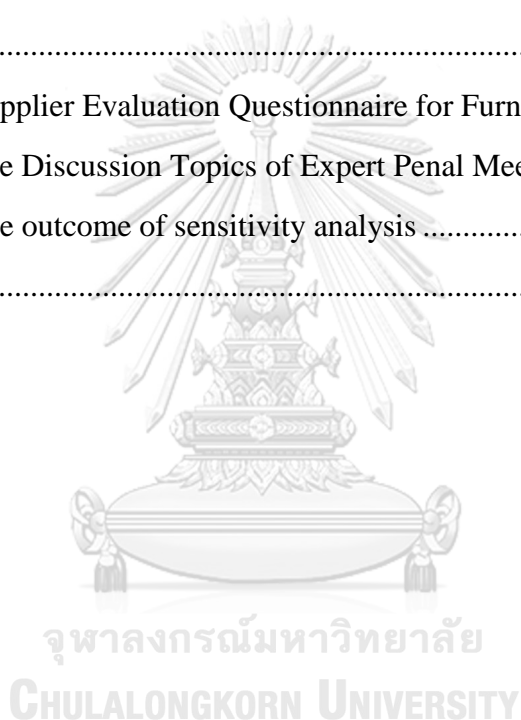 ................................................................
pplier Evaluation Questionnaire for Furn
e Discussion Topics of Expert Penal Mee
e outcome of sensitivity analysis ................
................................................................
จุฬาลงกรณ์มหาวิทยาลัย
CHULALONGKORN UNIVERSITY